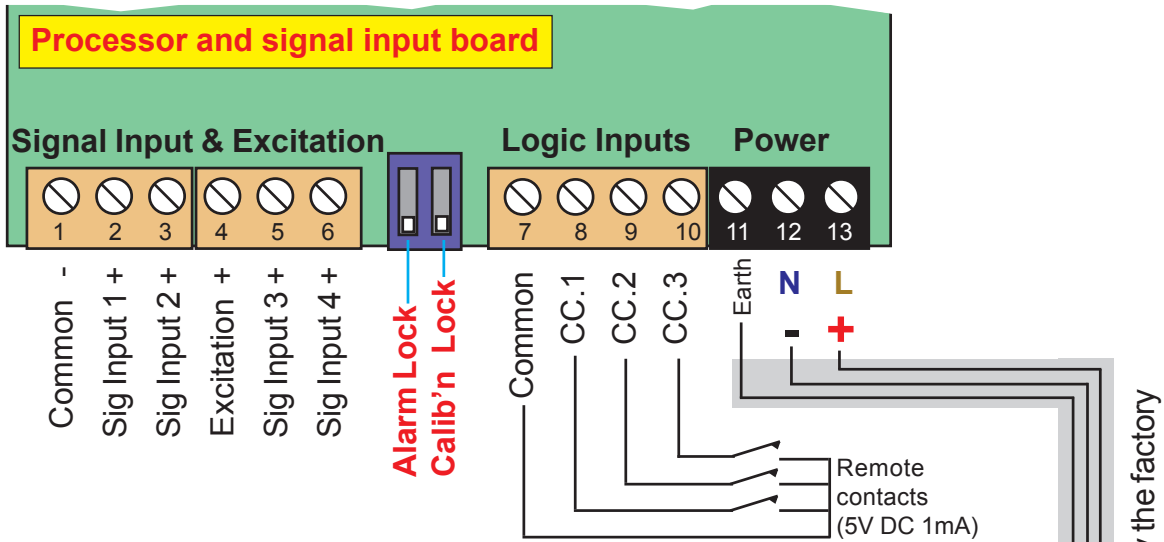 Processor and signal input board
Signal Input & Excitation
Logic Inputs
Power
1 2 3 4 5 6
7 8 9 10 11 12 13
Common -
Sig Input 1 +
Sig Input 2 +
Excitation +
Sig Input 3 +
Sig Input 4 +
Alarm Lock
Calib’n Lock
Common
CC.1
CC.2
CC.3
Earth
N
L
-
+
Remote
contacts
(5V DC 1mA)
the factory